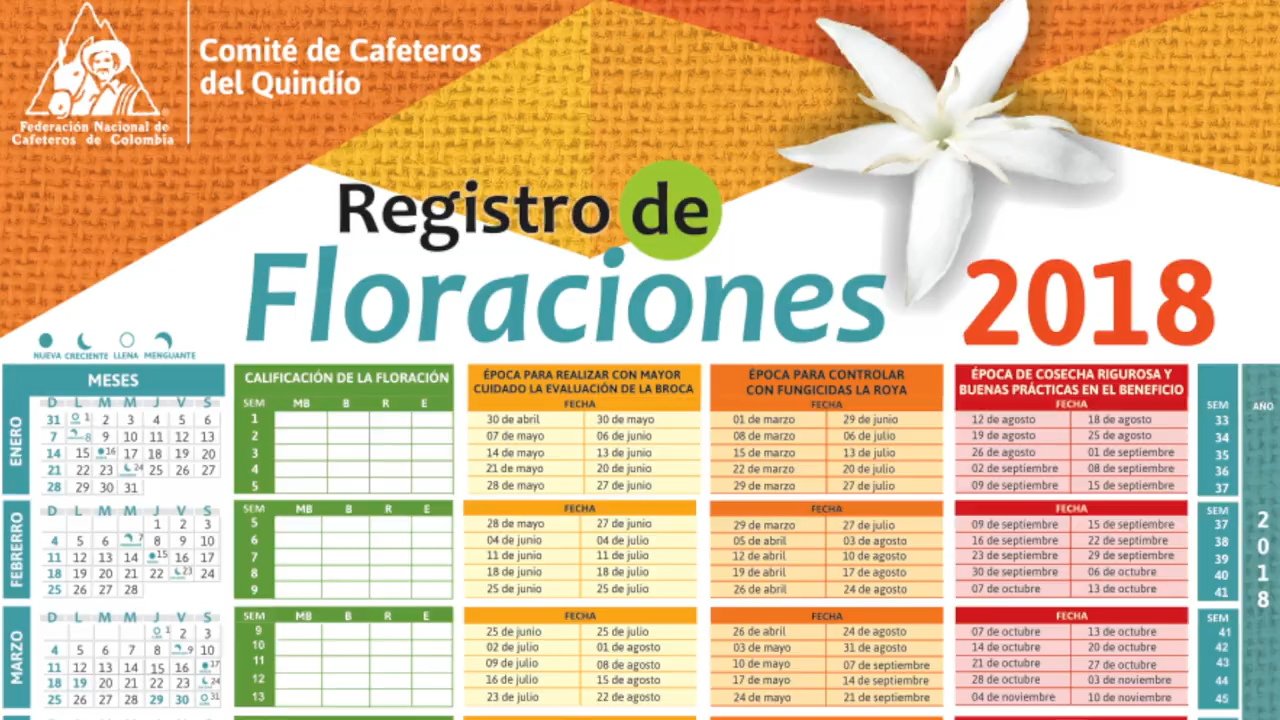 Comité de Cafeteros
del Quindío
Federación Nacional de
Cafeteros de Colombia
Registro de
Floraciones 2018
NUEVA CRECIENTE LLENA MENGUANTE
MESES
CALIFICACIÓN DE LA FLORACIÓN
ÉPOCA PARA REALIZAR CON MAYOR
CUIDADO LA EVALUACIÓN DE LA BROCA
ÉPOCA PARA CONTROLAR
CON FUNGICIDAS LA ROYA
ÉPOCA DE COSECHA RIGUROSA Y
BUENAS PRÁCTICAS EN EL BENEFICIO
AÑO
2018
ENERO
D L M M J V S SEM MB B R E FECHA FECHA FECHA SEM
31 1 2 3 4 5 6 1 30 de abril 30 de mayo 01 de marzo 29 de junio 12 de agosto 18 de agosto 33
7 8 9 10 11 12 13 2 07 de mayo 06 de junio 08 de marzo 06 de julio 19 de agosto 25 de agosto 34
14 15 16 17 18 19 20 3 14 de mayo 13 de junio 15 de marzo 13 de julio 26 de agosto 01 de septiembre 35
21 22 23 24 25 26 27 4 21 de mayo 20 de junio 22 de marzo 20 de julio 02 de septiembre 08 de septiembre 36
28 29 30 31 5 28 de mayo 27 de junio 29 de marzo 27 de julio 09 de septiembre 15 de septiembre 37
FEBRERRO
D L M M J V S SEM MB B R E FECHA FECHA FECHA SEM
1 2 3 5 28 de mayo 27 de junio 29 de marzo 27 de julio 09 de septiembre 15 de septiembre 37
4 5 6 7 8 9 10 6 04 de junio 04 de julio 05 de abril 03 de agosto 16 de septiembre 22 de septimbre 38
11 12 13 14 15 16 17 7 11 de junio 11 de julio 12 de abril 10 de agosto 23 de septiembre 29 de septiembre 39
18 19 20 21 22 23 24 8 18 de junio 18 de julio 19 de abril 17 de agosto 30 de septiembre 06 de octubre 40
25 26 27 28 9 25 de junio 25 de julio 26 de abril 24 de agosto 07 de octubre 13 de octubre 41
MARZO
D L M M J V S SEM MB B R E FECHA FECHA FECHA SEM
1 2 3 9 25 de junio 25 de julio 26 de abril 24 de agosto 07 de octubre 13 de octubre 41
4 5 6 7 8 9 10 10 02 de julio 01 de agosto 03 de mayo 31 de agosto 14 de octubre 20 de octubre 42
11 12 13 14 15 16 17 11 09 de julio 08 de agosto 10 de mayo 07 de septiembre 21 de octubre 27 de octubre 43
18 19 20 21 22 23 24 12 16 de julio 15 de agosto 17 de mayo 14 de septiembre 28 de octubre 03 de noviembre 44
25 26 27 28 29 30 31 13 23 de julio 22 de agosto 24 de mayo 21 de septiembre 04 de noviembre 10 de noviembre 45